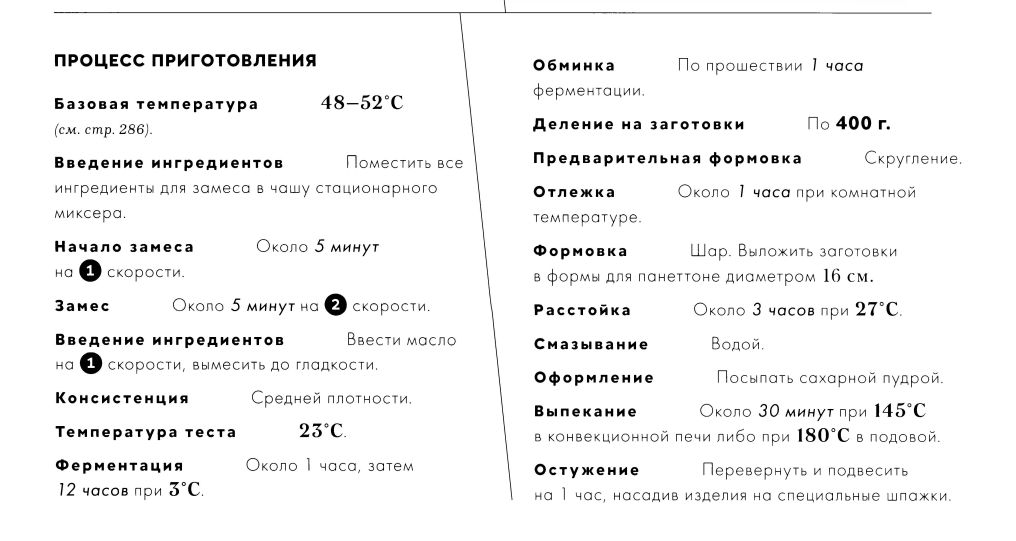 ПРОЦЕСС ПРИГОТОВЛЕНИЯ
Базовая температура 48–52°C
(см. стр. 286).
Введение ингредиентов Поместить все
ингредиенты для замеса в чашу стационарного
миксера.
Начало замеса Около 5 минут
на 1 скорости.
Замес Около 5 минут на 2 скорости.
Введение ингредиентов Ввести масло
на 1 скорости, вымесить до гладкости.
Консистенция Средней плотности.
Температура теста 23°C.
Ферментация Около 1 часа, затем
12 часов при 3°C.
Обминка По прошествии 1 часа
ферментации.
Деление на заготовки По 400 г.
Предварительная формовка Скругление.
Отлежка Около 1 часа при комнатной
температуре.
Формовка Шар. Выложить заготовки
в формы для панеттоне диаметром 16 см.
Расстойка Около 3 часов при 27°C.
Смазывание Водой.
Оформление Посыпать сахарной пудрой.
Выпекание Около 30 минут при 145°C
в конвекционной печи либо при 180°C в подовой.
Остужение Перевернуть и подвесить
на 1 час, насадив изделия на специальные шпажки.